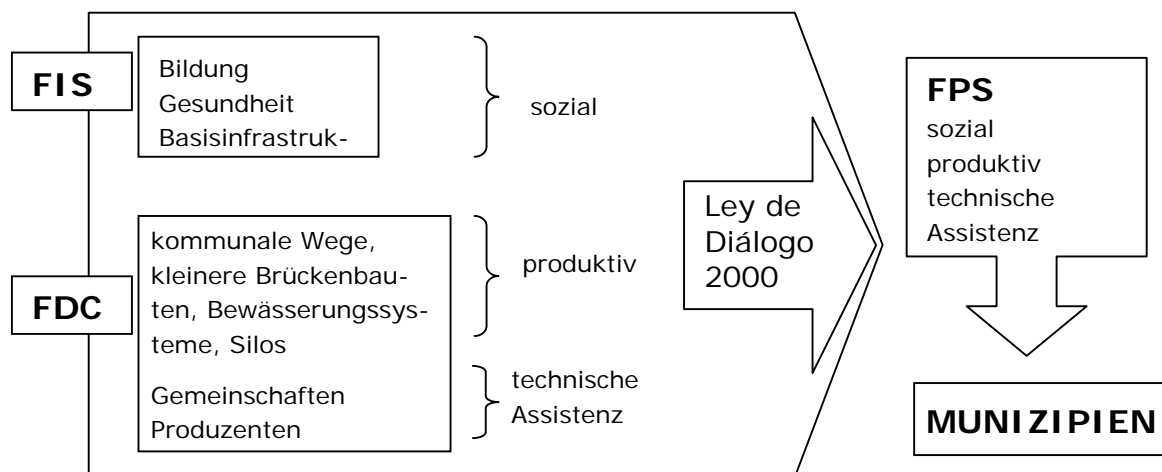 FIS
Bildung
Gesundheit
Basisinfrastruk-
sozial
FDC
kommunale Wege,
kleinere Brückenbau-
ten, Bewässerungssys-
teme, Silos
produktiv
Gemeinschaften
Produzenten
technische
Assistenz
Ley de
Diálogo
2000
FPS
sozial
produktiv
technische
Assistenz
MUNIZIPIEN